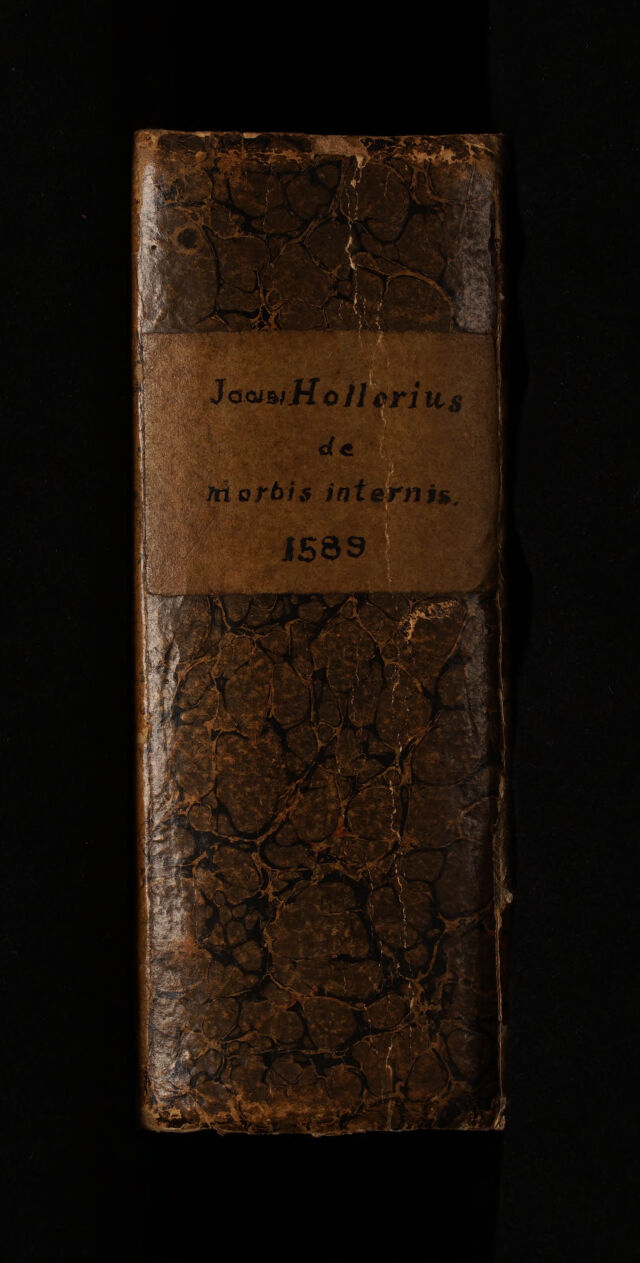 Hollerius
de
morbis internis.
1589